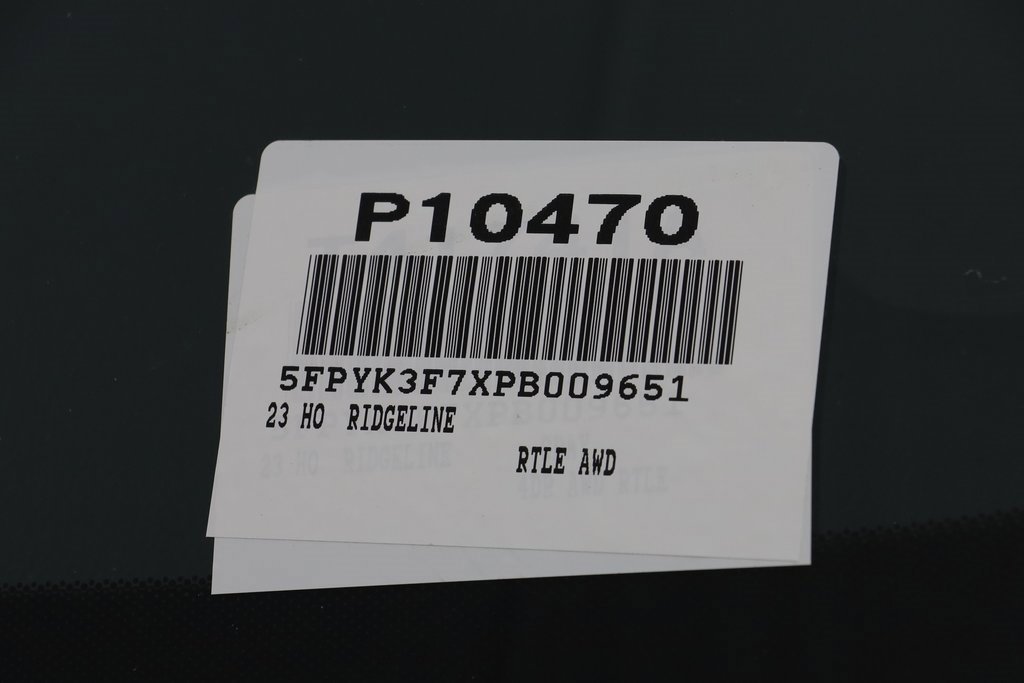 P10470
5FPYK3F7XPB009651
23 HO RIDGELINE
RTLE AWD